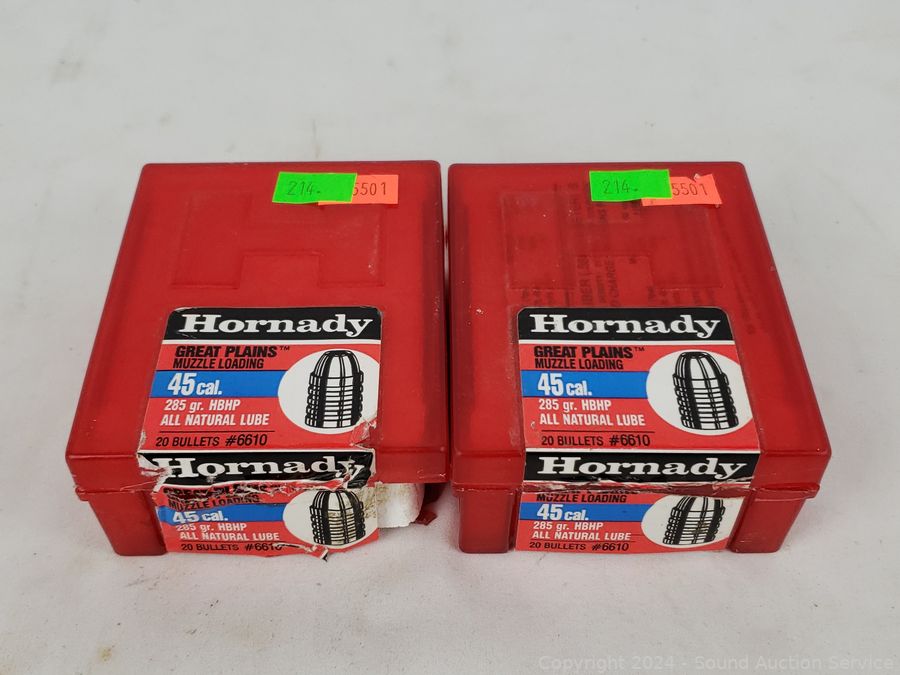 214.
5501
214.
5501
Hornady
GREAT PLAINS™
MUZZLE LOADING
45 cal.
285 gr. HBHP
ALL NATURAL LUBE
20 BULLETS #6610
Hornady
MUZZLE LOADING
45 cal.
285 gr. HBHP
ALL NATURAL LUBE
20 BULLETS #6610
Hornady
GREAT PLAINS™
MUZZLE LOADING
45 cal.
285 gr. HBHP
ALL NATURAL LUBE
20 BULLETS #6610
Hornady
MUZZLE LOADING
45 cal.
285 gr. HBHP
ALL NATURAL LUBE
20 BULLETS #6610
Copyright 2024 - Sound Auction Service